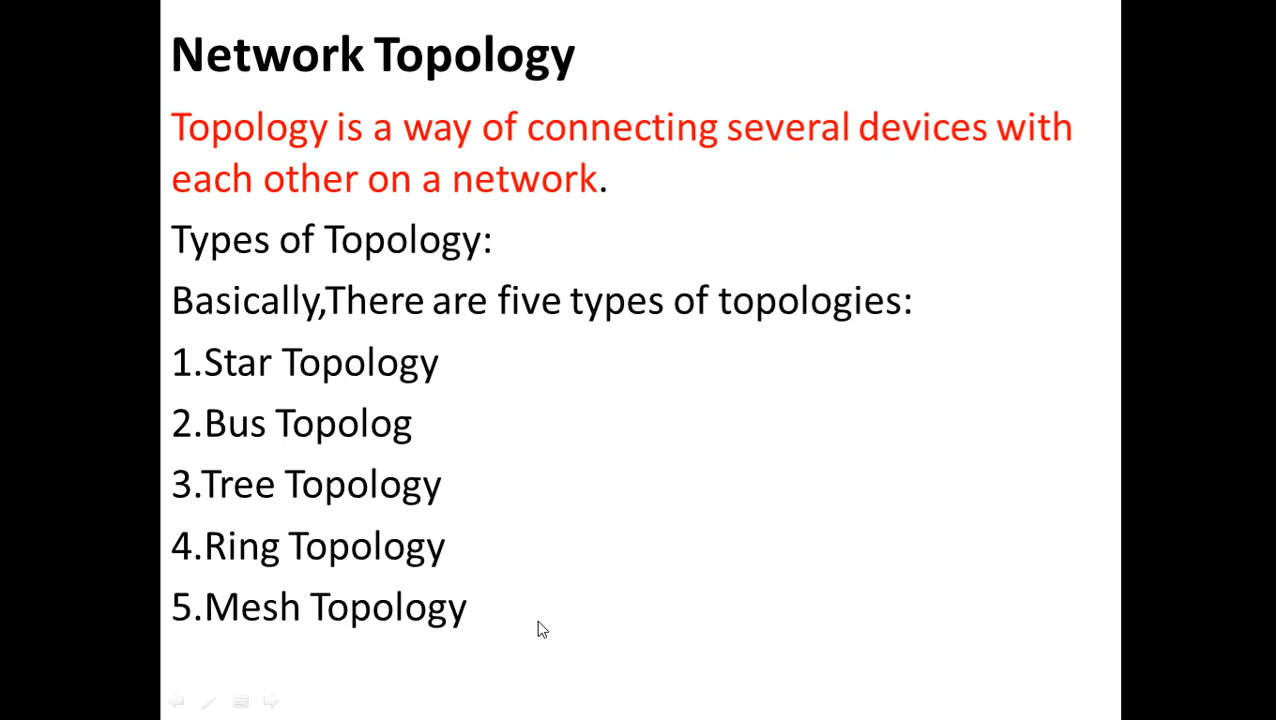 Network Topology
Topology is a way of connecting several devices with
each other on a network.
Types of Topology:
Basically,There are five types of topologies:
1.Star Topology
2.Bus Topolog
3.Tree Topology
4.Ring Topology
5.Mesh Topology